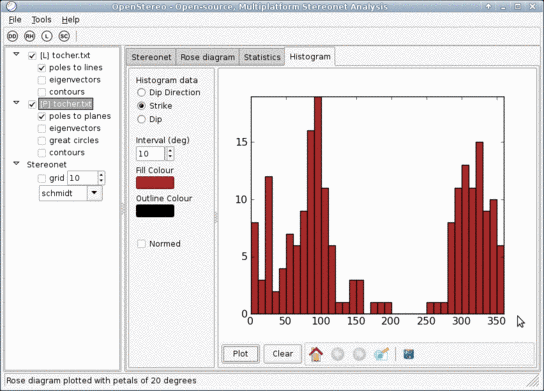 OpenStereo - Open-source, Multiplatform Stereonet Analysis
File Tools Help
DD RH L SC
[L] tocher.txt
poles to lines
eigenvectors
contours
[P] tocher.txt
poles to planes
eigenvectors
great circles
contours
Stereonet
grid 10
schmidt
Stereonet Rose diagram Statistics Histogram
Histogram data
Dip Direction
Strike
Dip
Interval (deg)
10
Fill Colour
Outline Colour
Normed
15
10
5
0
0 50 100 150 200 250 300 350
Plot Clear
Rose diagram plotted with petals of 20 degrees